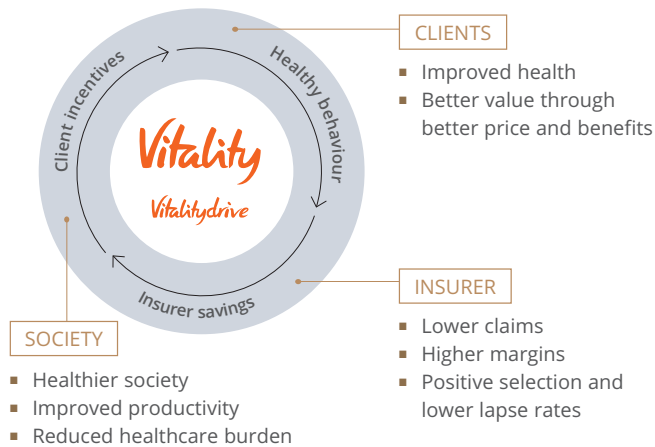 CLIENTS
Improved health
Better value through
better price and benefits
Client incentives
Healthy behaviour
Vitality
Vitalitydrive
Insurer savings
INSURER
Lower claims
Higher margins
Positive selection and
lower lapse rates
SOCIETY
Healthier society
Improved productivity
Reduced healthcare burden